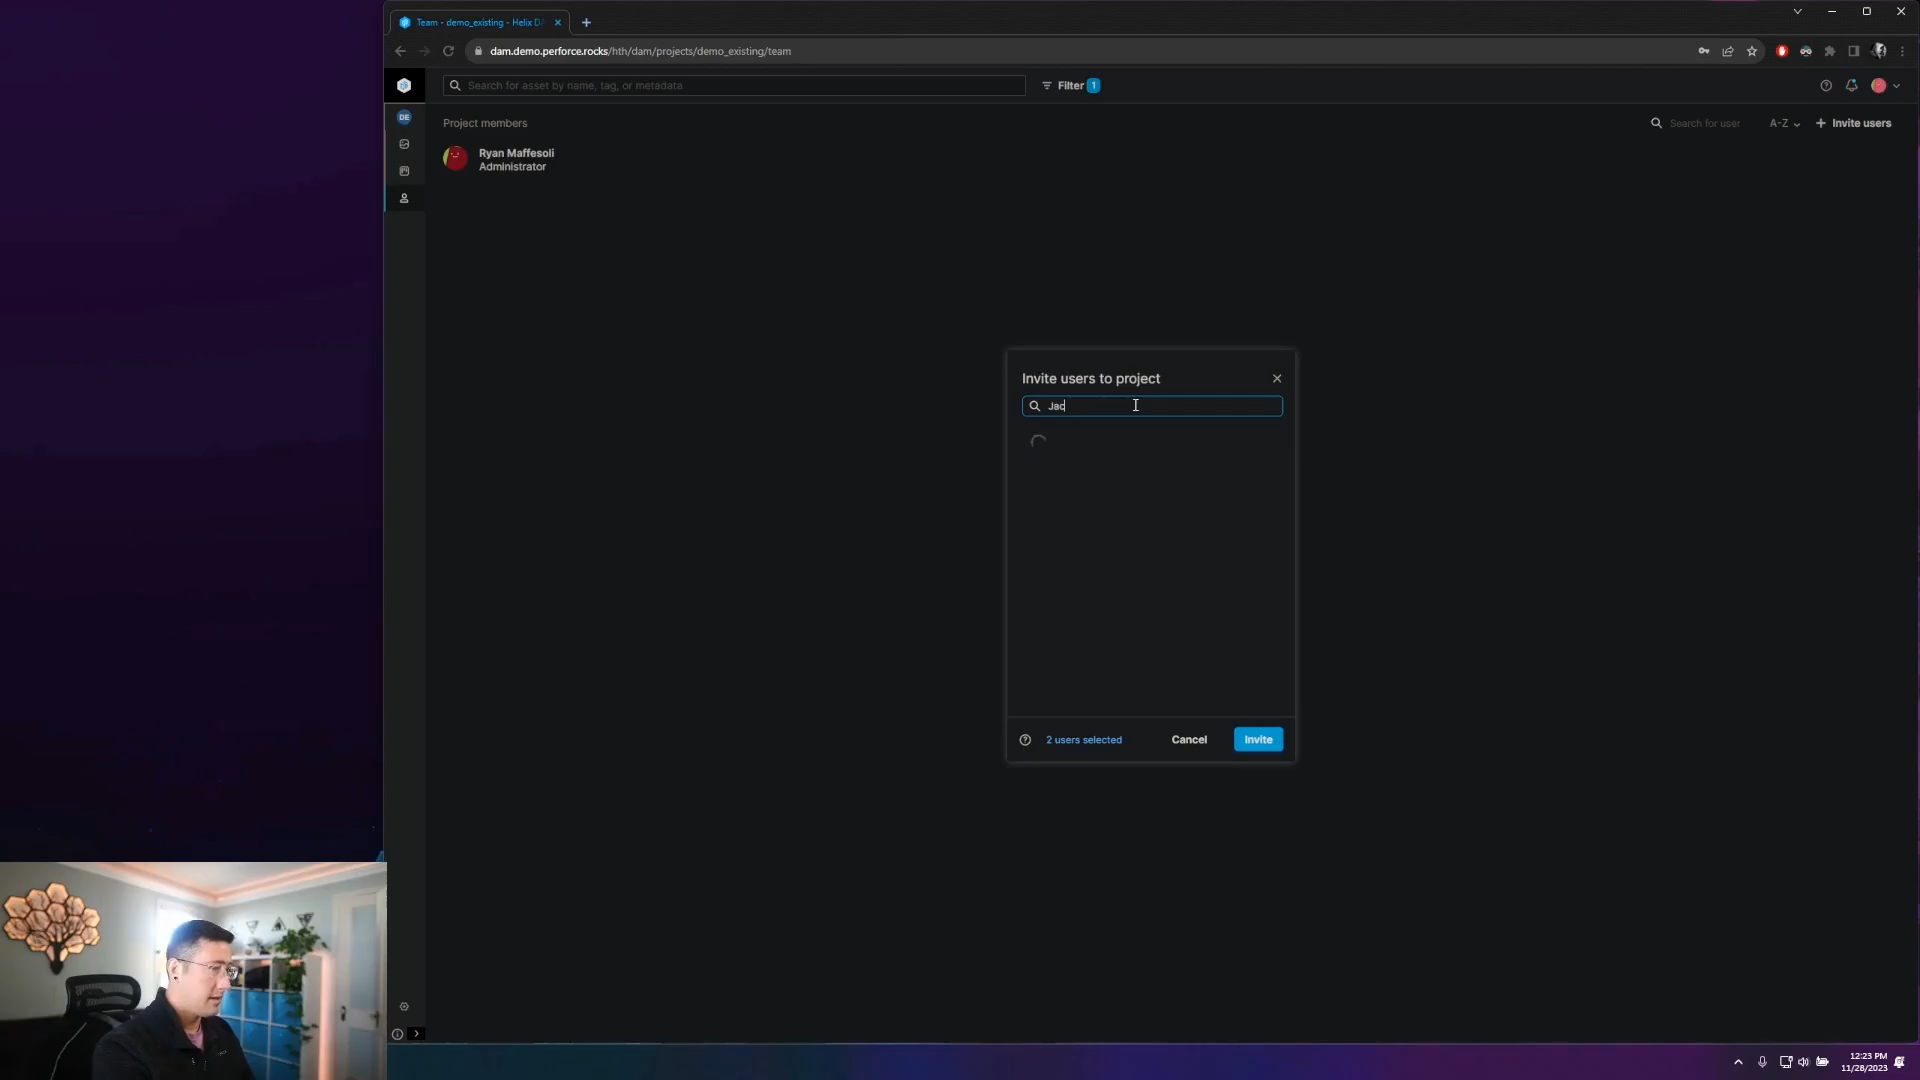 Team - demo_existing - Helix D
dam.demo.perforce.rocks/hth/dam/projects/demo_existing/team
Search for asset by name, tag, or metadata
Filter 1
DE
Project members
Search for user
A-Z
+ Invite users
Ryan Maffesoli
Administrator
Invite users to project
Jac
2 users selected
Cancel
Invite
12:23 PM
11/28/2023